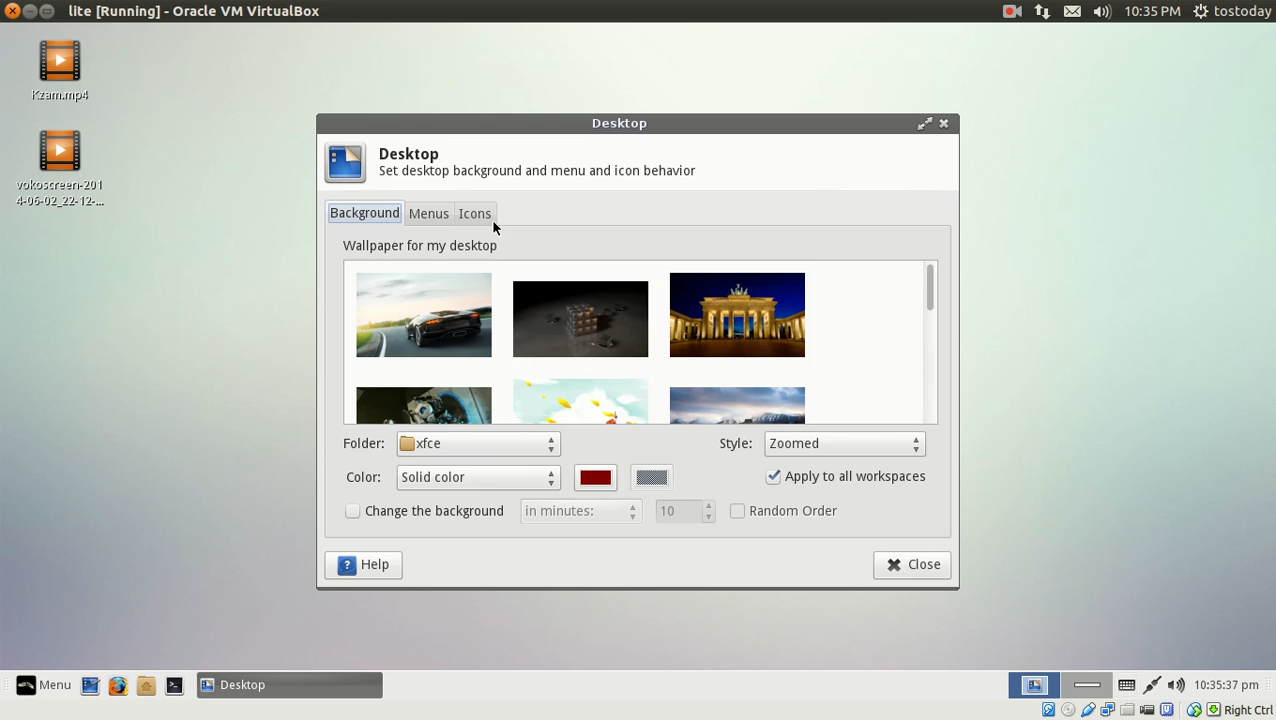 lite [Running] - Oracle VM VirtualBox
10:35 PM
tostoday
Kzam.mp4
vokoscreen-201
4-06-02_22-12-...
Desktop
Desktop
Set desktop background and menu and icon behavior
Background Menus Icons
Wallpaper for my desktop
Folder: xfce Style: Zoomed
Color: Solid color Apply to all workspaces
Change the background in minutes: 10 Random Order
? Help Close
Menu Desktop 10:35:37 pm
Right Ctrl